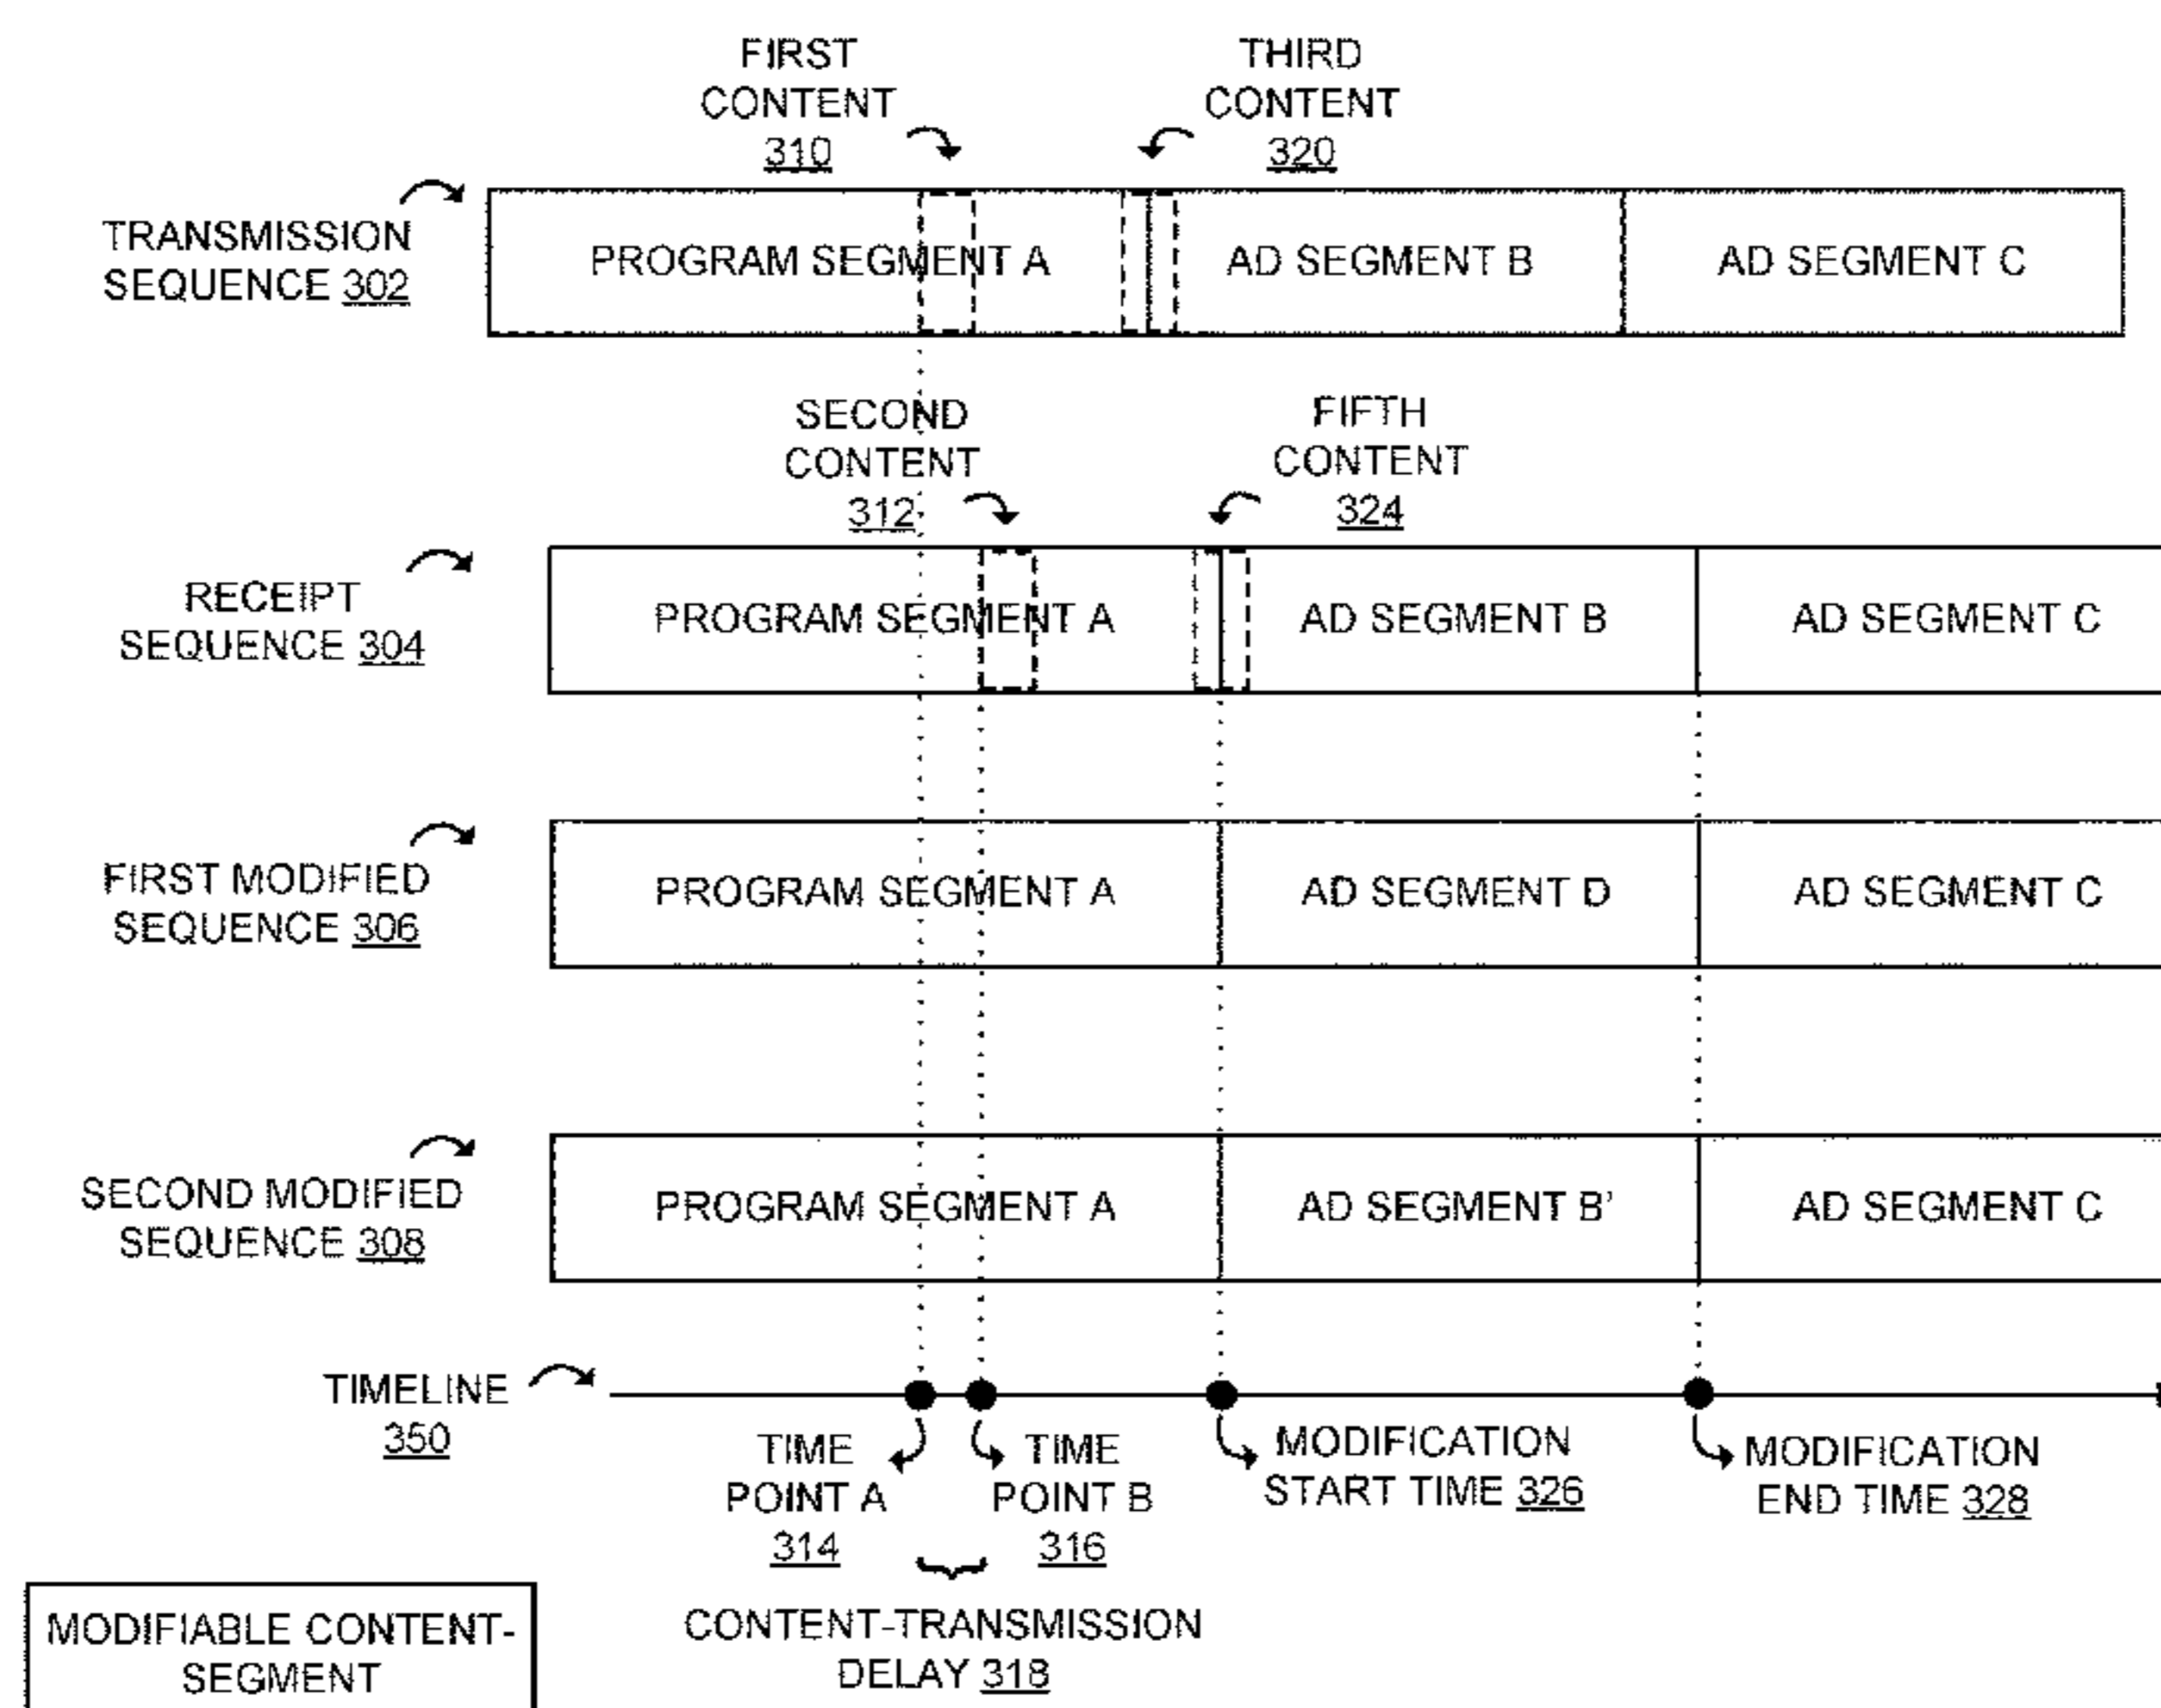 FIRST
CONTENT
310
THIRD
CONTENT
320
TRANSMISSION
SEQUENCE 302
PROGRAM SEGMENT A
AD SEGMENT B
AD SEGMENT C
SECOND
CONTENT
312
FIFTH
CONTENT
324
RECEIPT
SEQUENCE 304
PROGRAM SEGMENT A
AD SEGMENT B
AD SEGMENT C
FIRST MODIFIED
SEQUENCE 306
PROGRAM SEGMENT A
AD SEGMENT D
AD SEGMENT C
SECOND MODIFIED
SEQUENCE 308
PROGRAM SEGMENT A
AD SEGMENT B'
AD SEGMENT C
TIMELINE
350
TIME
POINT A
314
TIME
POINT B
316
MODIFICATION
START TIME 326
MODIFICATION
END TIME 328
CONTENT-TRANSMISSION
DELAY 318
MODIFIABLE CONTENT-
SEGMENT